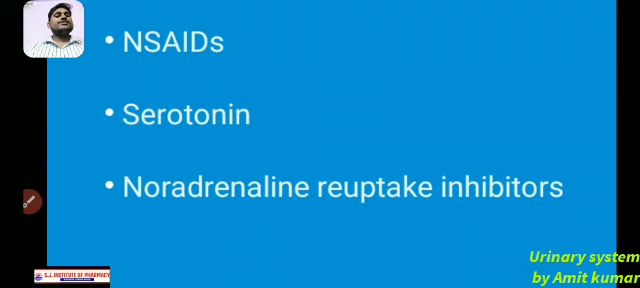 • NSAIDs
• Serotonin
• Noradrenaline reuptake inhibitors
S.J. INSTITUTE OF PHARMACY
Urinary system
by Amit kumar